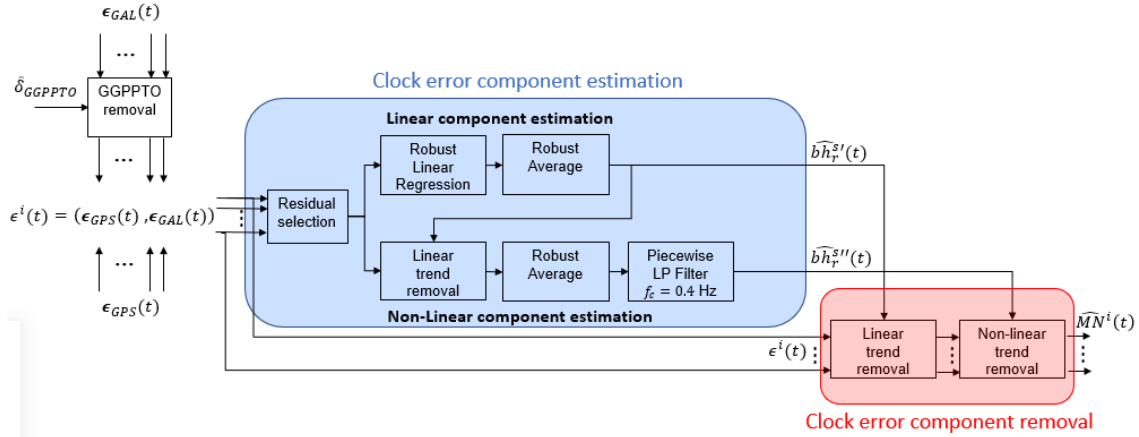 𝝐_GAL(t)
...
δ̂_GGPPTO
GGPPTO
removal
...
Clock error component estimation
Linear component estimation
Robust
Linear
Regression
Robust
Average
b͡h_r^s′(t)
Residual
selection
ϵ^i(t) = (𝝐_GPS(t) ,𝝐_GAL(t))
⋮
...
𝝐_GPS(t)
Linear
trend
removal
Robust
Average
Piecewise
LP Filter
f_c = 0.4 Hz
b͡h_r^s′′(t)
Non-Linear component estimation
ϵ^i(t) ⋮
Linear
trend
removal
⋮
Non-linear
trend
removal
M͡N^i(t)
⋮
Clock error component removal